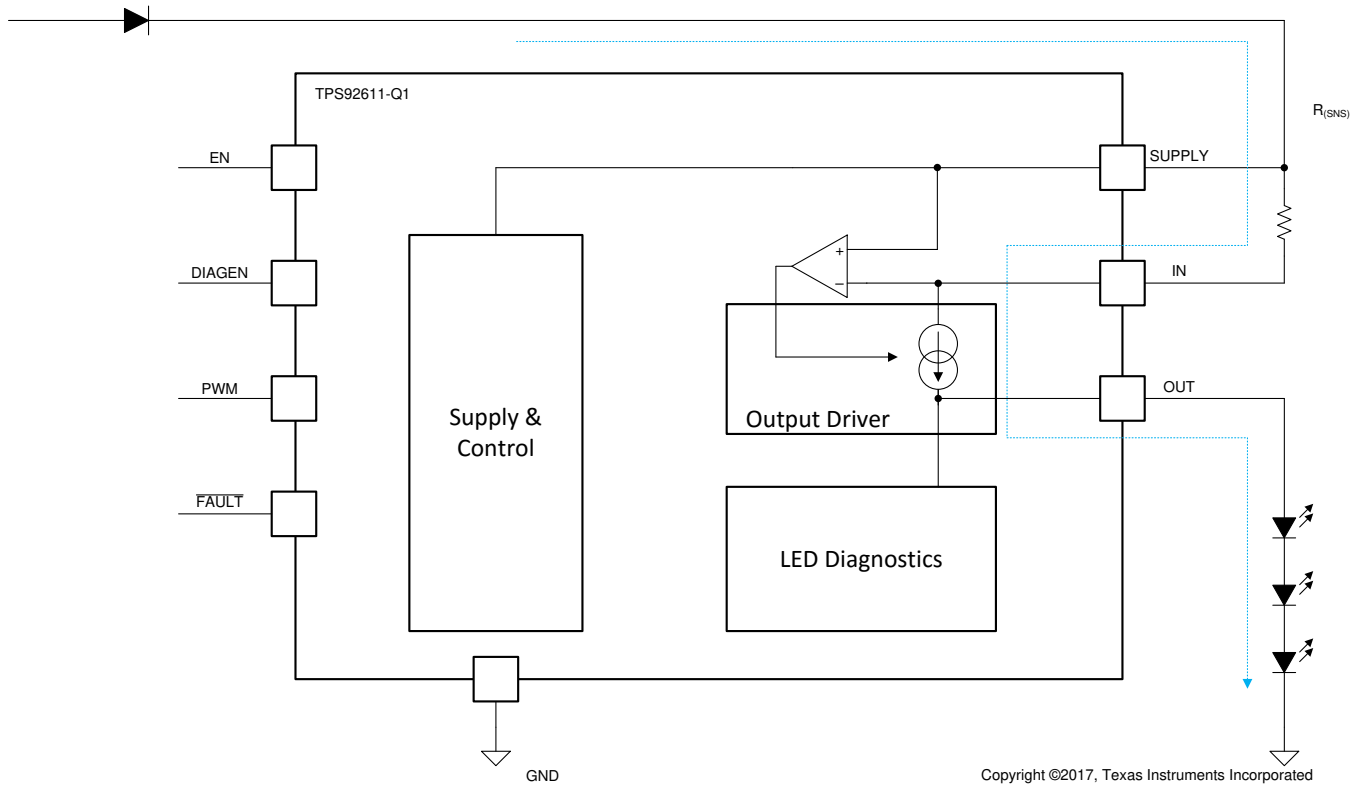 TPS92611-Q1
R(SNS)
EN
SUPPLY
DIAGEN
IN
+
−
PWM
OUT
Supply &
Control
Output Driver
FAULT
LED Diagnostics
GND
Copyright ©2017, Texas Instruments Incorporated